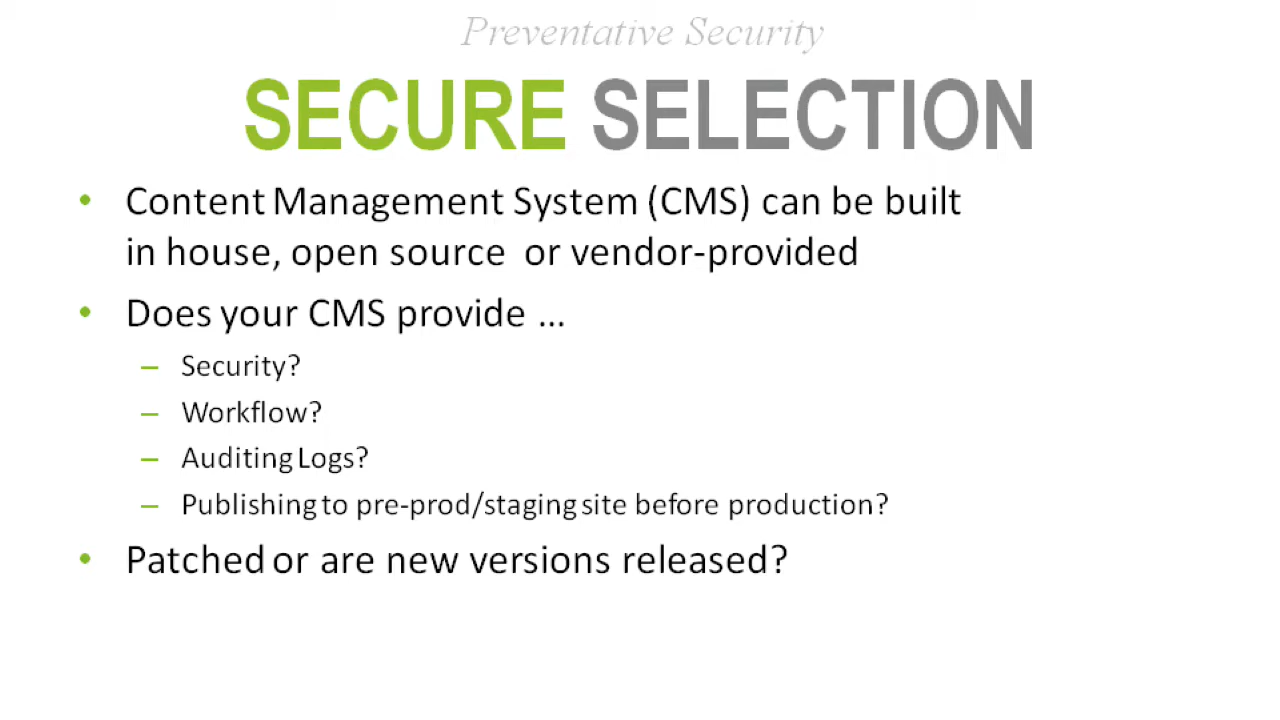 Preventative Security
SECURE SELECTION
• Content Management System (CMS) can be built
in house, open source or vendor-provided
• Does your CMS provide ...
– Security?
– Workflow?
– Auditing Logs?
– Publishing to pre-prod/staging site before production?
• Patched or are new versions released?